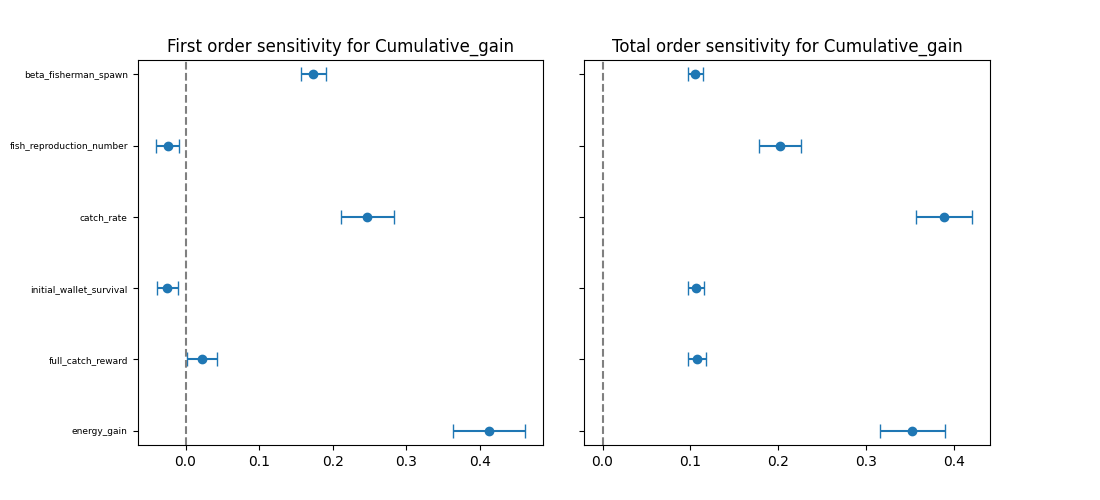 First order sensitivity for Cumulative_gain
Total order sensitivity for Cumulative_gain
beta_fisherman_spawn
fish_reproduction_number
catch_rate
initial_wallet_survival
full_catch_reward
energy_gain
0.0 0.1 0.2 0.3 0.4
0.0 0.1 0.2 0.3 0.4